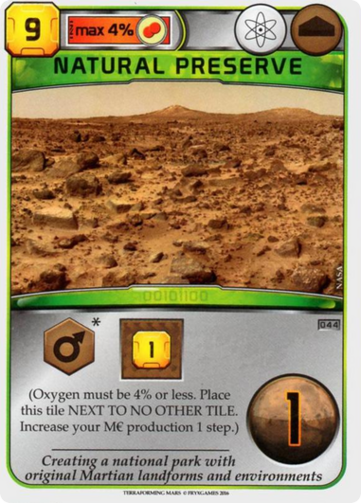 9
max 4%
NATURAL PRESERVE
NASA
044
*
1
(Oxygen must be 4% or less. Place
this tile NEXT TO NO OTHER TILE.
Increase your M€ production 1 step.)
1
Creating a national park with
original Martian landforms and environments
TERRAFORMING MARS © FRYXGAMES 2016